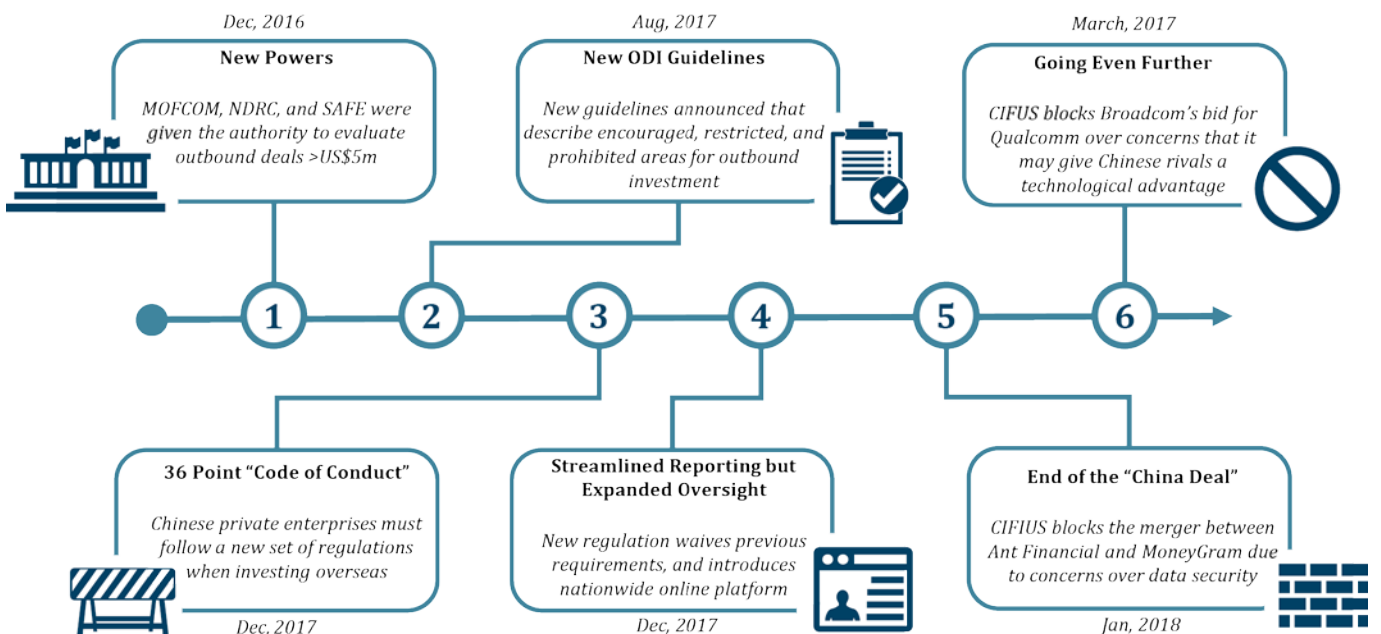 Dec, 2016
New Powers
MOFCOM, NDRC, and SAFE were
given the authority to evaluate
outbound deals >US$5m
Aug, 2017
New ODI Guidelines
New guidelines announced that
describe encouraged, restricted, and
prohibited areas for outbound
investment
March, 2017
Going Even Further
CIFUS blocks Broadcom's bid for
Qualcomm over concerns that it
may give Chinese rivals a
technological advantage
1
2
3
4
5
6
36 Point "Code of Conduct"
Chinese private enterprises must
follow a new set of regulations
when investing overseas
Dec, 2017
Streamlined Reporting but
Expanded Oversight
New regulation waives previous
requirements, and introduces
nationwide online platform
Dec, 2017
End of the "China Deal"
CIFIUS blocks the merger between
Ant Financial and MoneyGram due
to concerns over data security
Jan, 2018